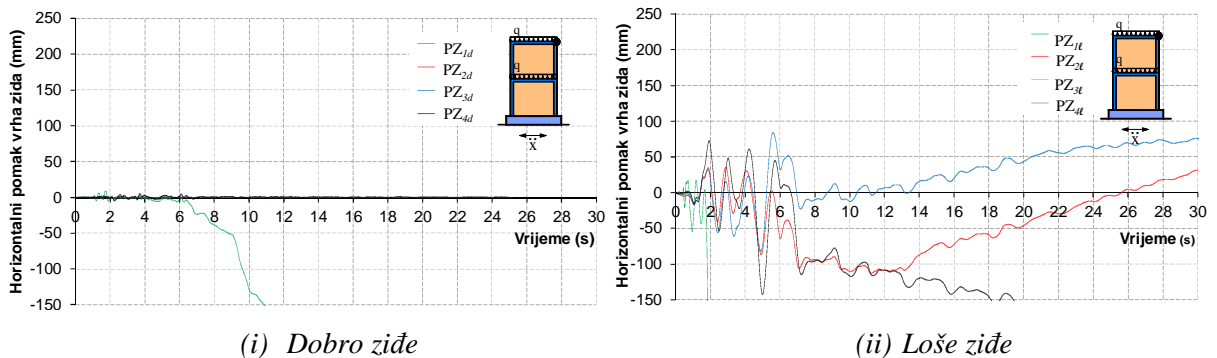 Horizontalni pomak vrha zida (mm)
250
200
150
100
50
0
-50
-100
-150
0 2 4 6 8 10 12 14 16 18 20 22 24 26 28 30
Vrijeme (s)
PZ1d
PZ2d
PZ3d
PZ4d
q
q
ẍ
(i) Dobro ziđe
Horizontalni pomak vrha zida (mm)
250
200
150
100
50
0
-50
-100
-150
0 2 4 6 8 10 12 14 16 18 20 22 24 26 28 30
Vrijeme (s)
PZ1ℓ
PZ2ℓ
PZ3ℓ
PZ4ℓ
q
q
ẍ
(ii) Loše ziđe